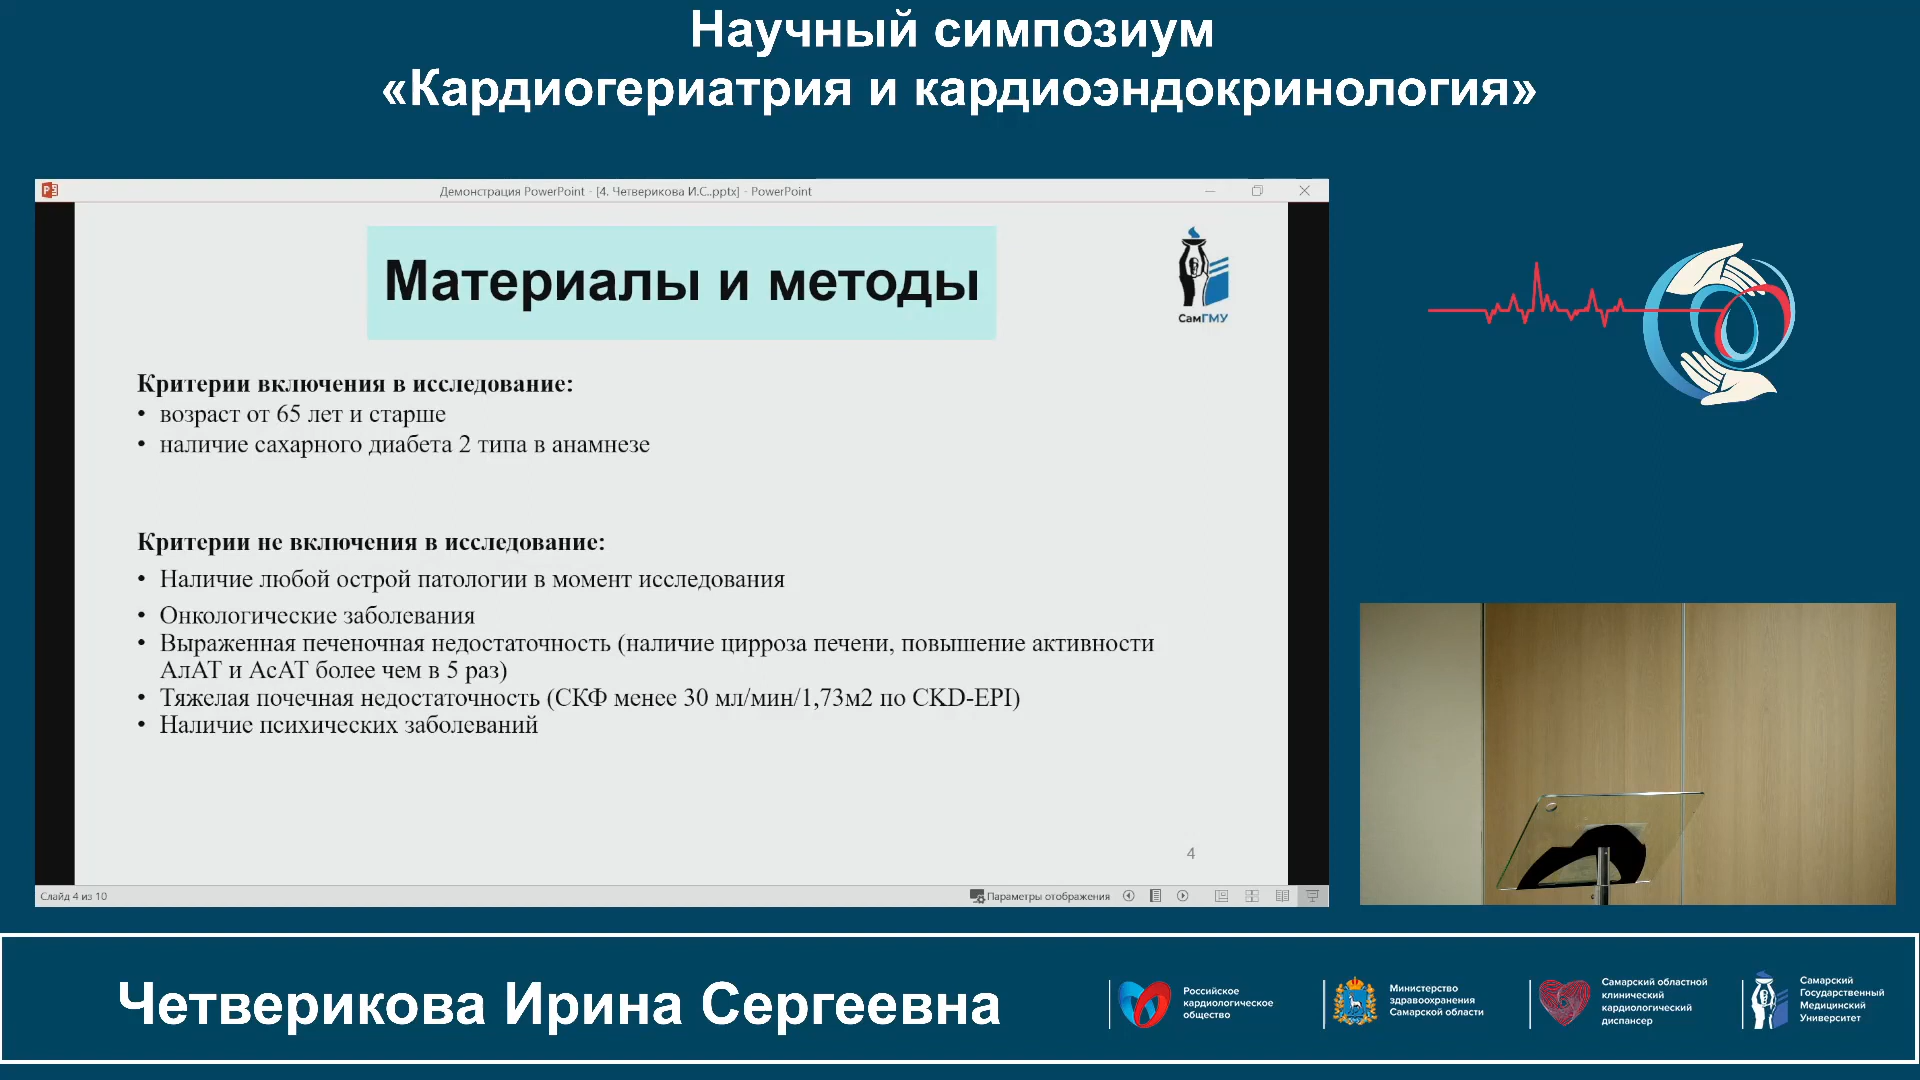 Научный симпозиум
«Кардиогериатрия и кардиоэндокринология»
Демонстрация PowerPoint - [4. Четверикова И.С..pptx] - PowerPoint
Материалы и методы
СамГМУ
Критерии включения в исследование:
• возраст от 65 лет и старше
• наличие сахарного диабета 2 типа в анамнезе
Критерии не включения в исследование:
• Наличие любой острой патологии в момент исследования
• Онкологические заболевания
• Выраженная печеночная недостаточность (наличие цирроза печени, повышение активности
АлАТ и АсАТ более чем в 5 раз)
• Тяжелая почечная недостаточность (СКФ менее 30 мл/мин/1,73м2 по CKD-EPI)
• Наличие психических заболеваний
4
Слайд 4 из 10
Параметры отображения
Четверикова Ирина Сергеевна
Российское
кардиологическое
общество
Министерство
здравоохранения
Самарской области
Самарский областной
клинический
кардиологический
диспансер
Самарский
Государственный
Медицинский
Университет